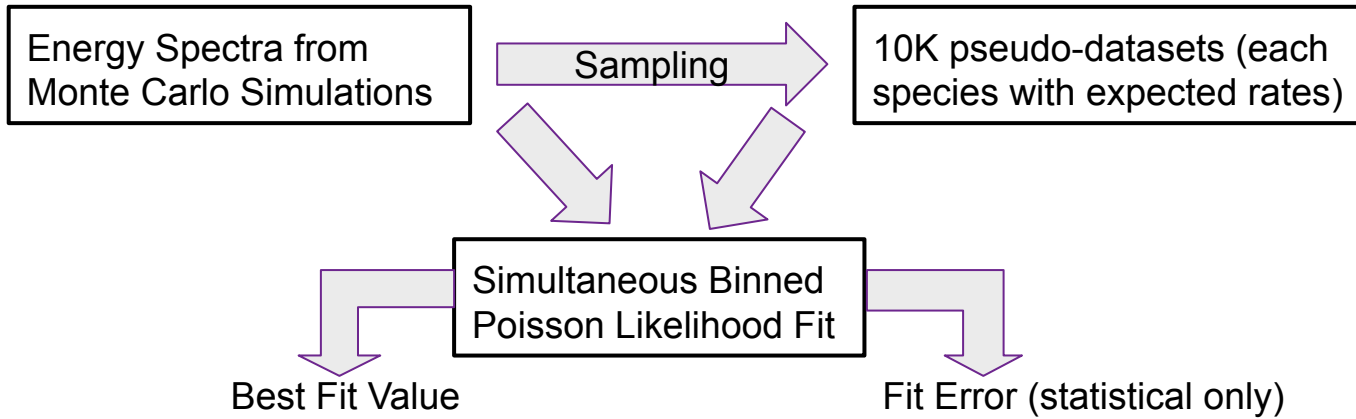 Energy Spectra from
Monte Carlo Simulations
Sampling
10K pseudo-datasets (each
species with expected rates)
Simultaneous Binned
Poisson Likelihood Fit
Best Fit Value
Fit Error (statistical only)